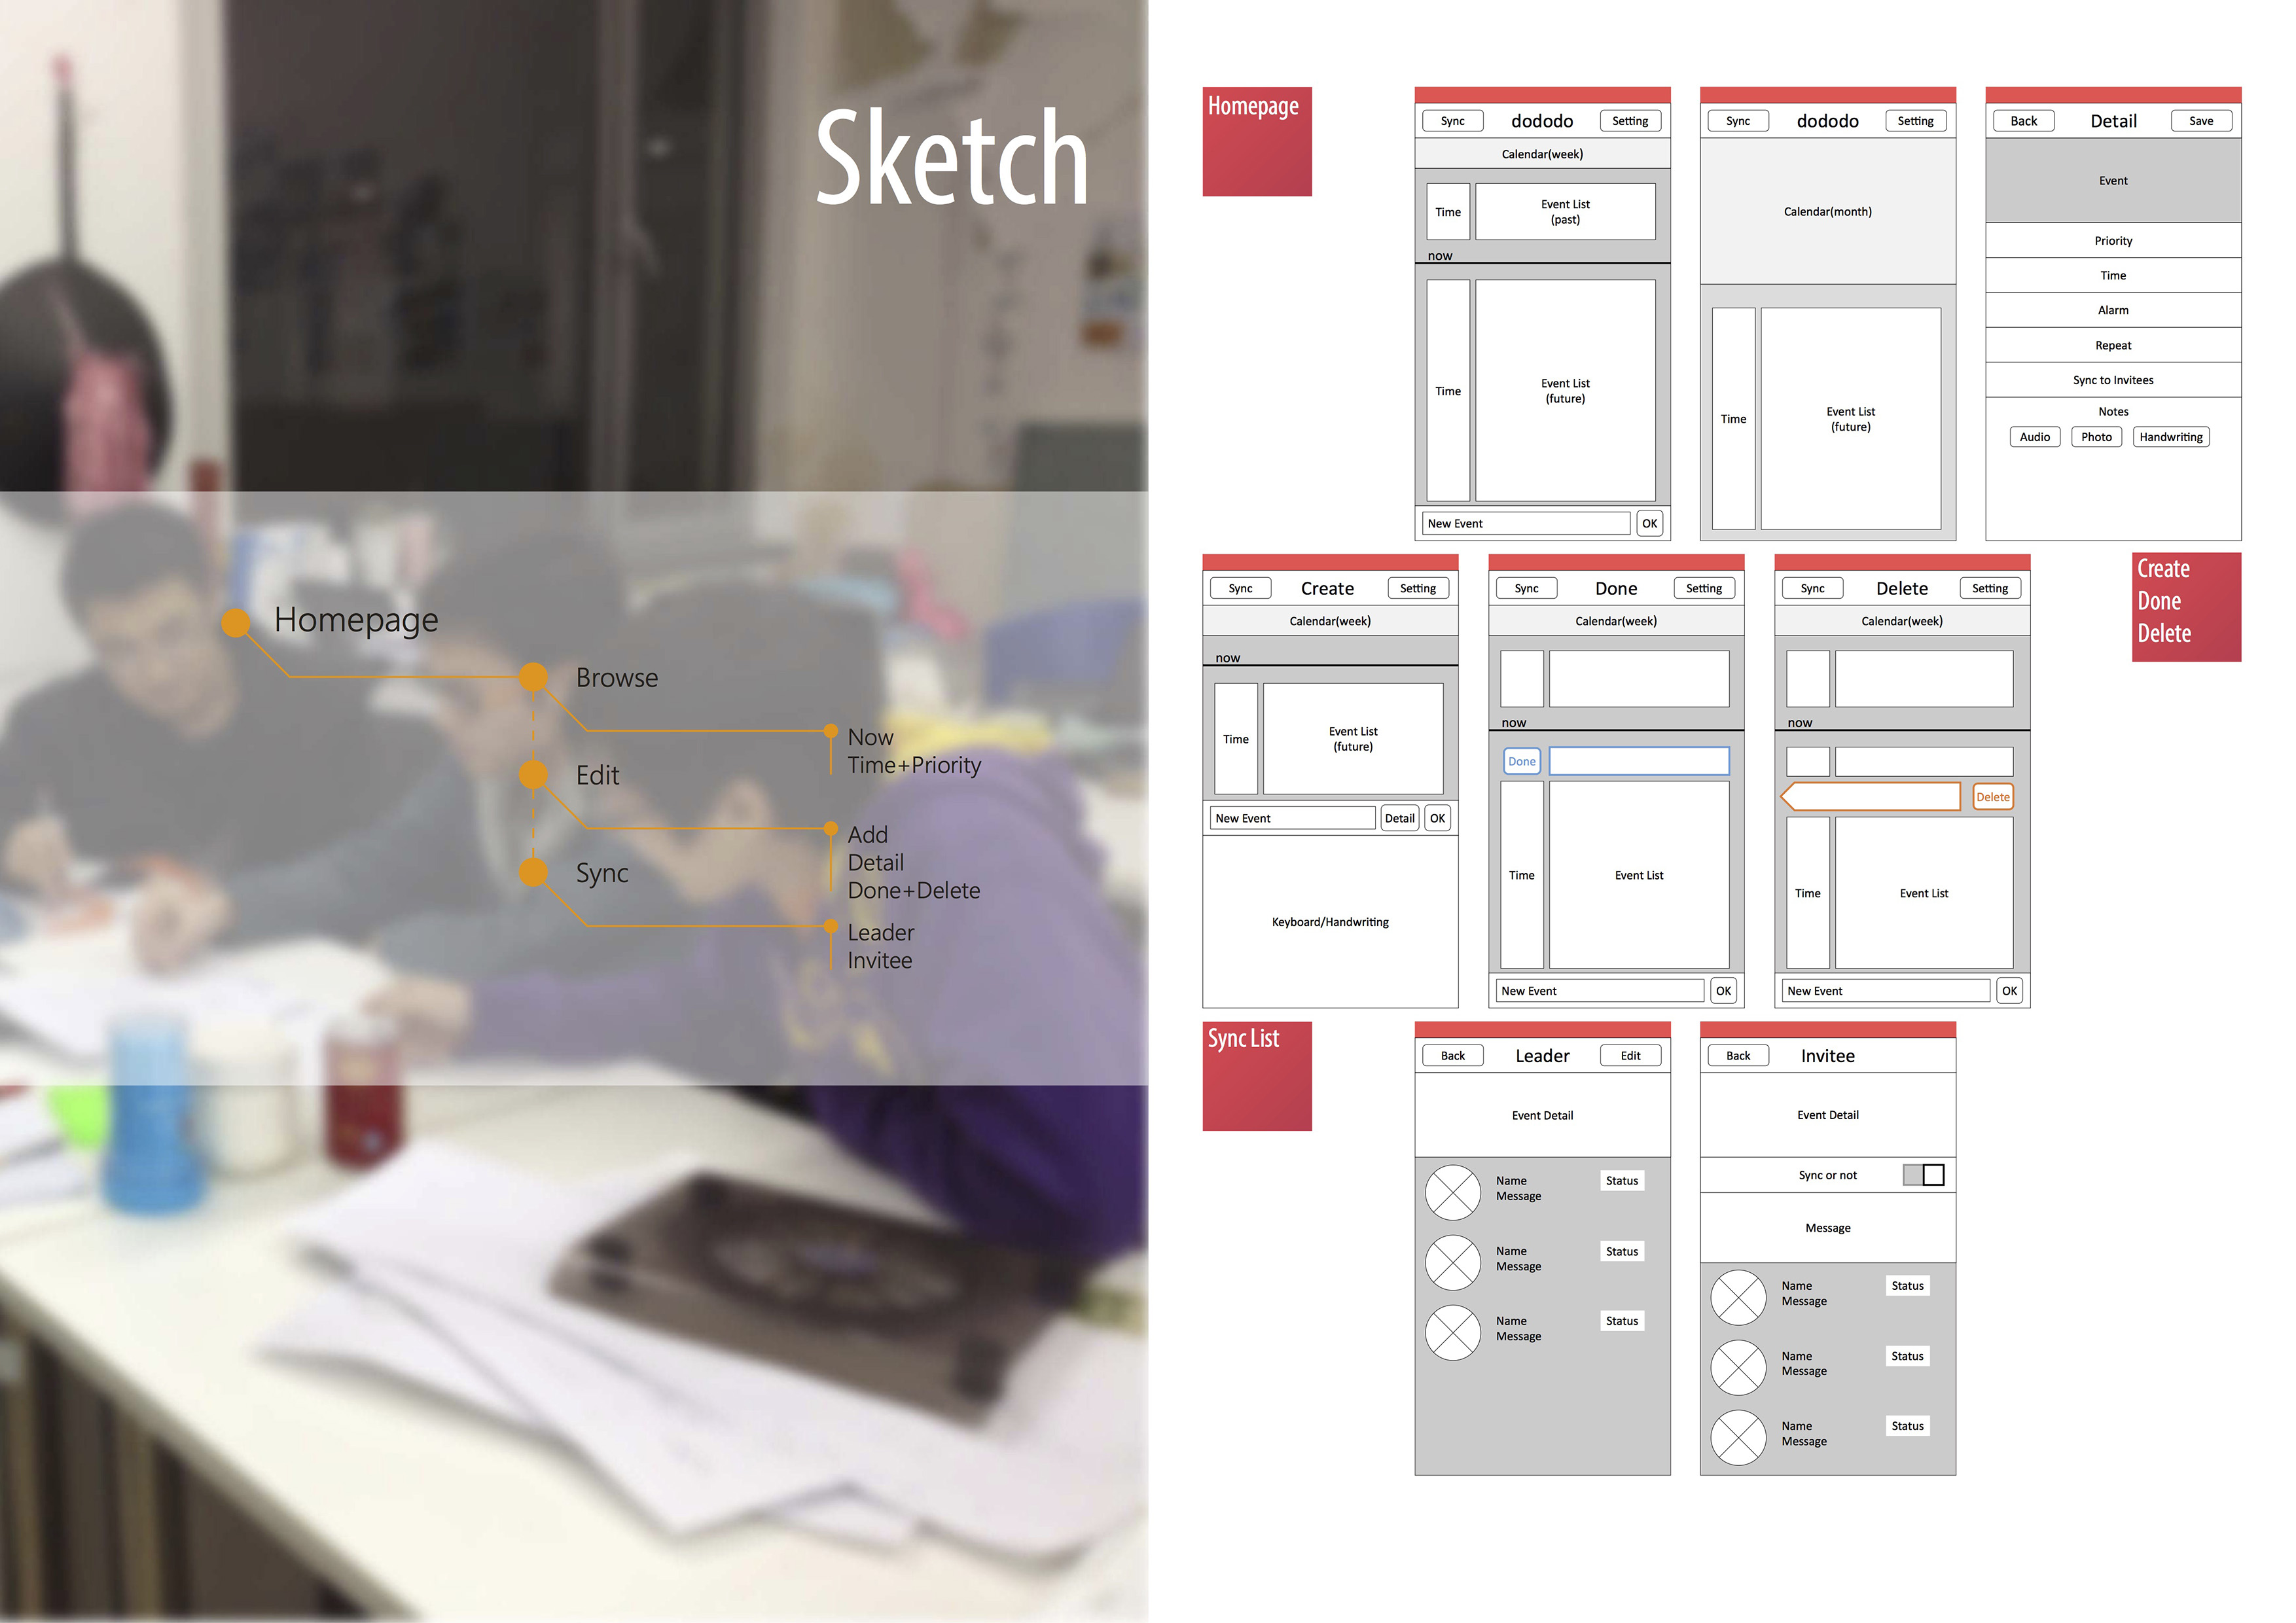 Sketch
Homepage
Browse
Now
Time+Priority
Edit
Add
Detail
Done+Delete
Sync
Leader
Invitee
Homepage
Sync
dododo
Setting
Calendar(week)
Time
Event List
(past)
now
Time
Event List
(future)
New Event
OK
Sync
dododo
Setting
Calendar(month)
Time
Event List
(future)
Back
Detail
Save
Event
Priority
Time
Alarm
Repeat
Sync to Invitees
Notes
Audio
Photo
Handwriting
Sync
Create
Setting
Calendar(week)
now
Time
Event List
(future)
New Event
Detail
OK
Keyboard/Handwriting
Sync
Done
Setting
Calendar(week)
now
Done
Time
Event List
New Event
OK
Sync
Delete
Setting
Calendar(week)
now
Delete
Time
Event List
New Event
OK
Create
Done
Delete
Sync List
Back
Leader
Edit
Event Detail
Name
Message
Status
Name
Message
Status
Name
Message
Status
Back
Invitee
Event Detail
Sync or not
Message
Name
Message
Status
Name
Message
Status
Name
Message
Status